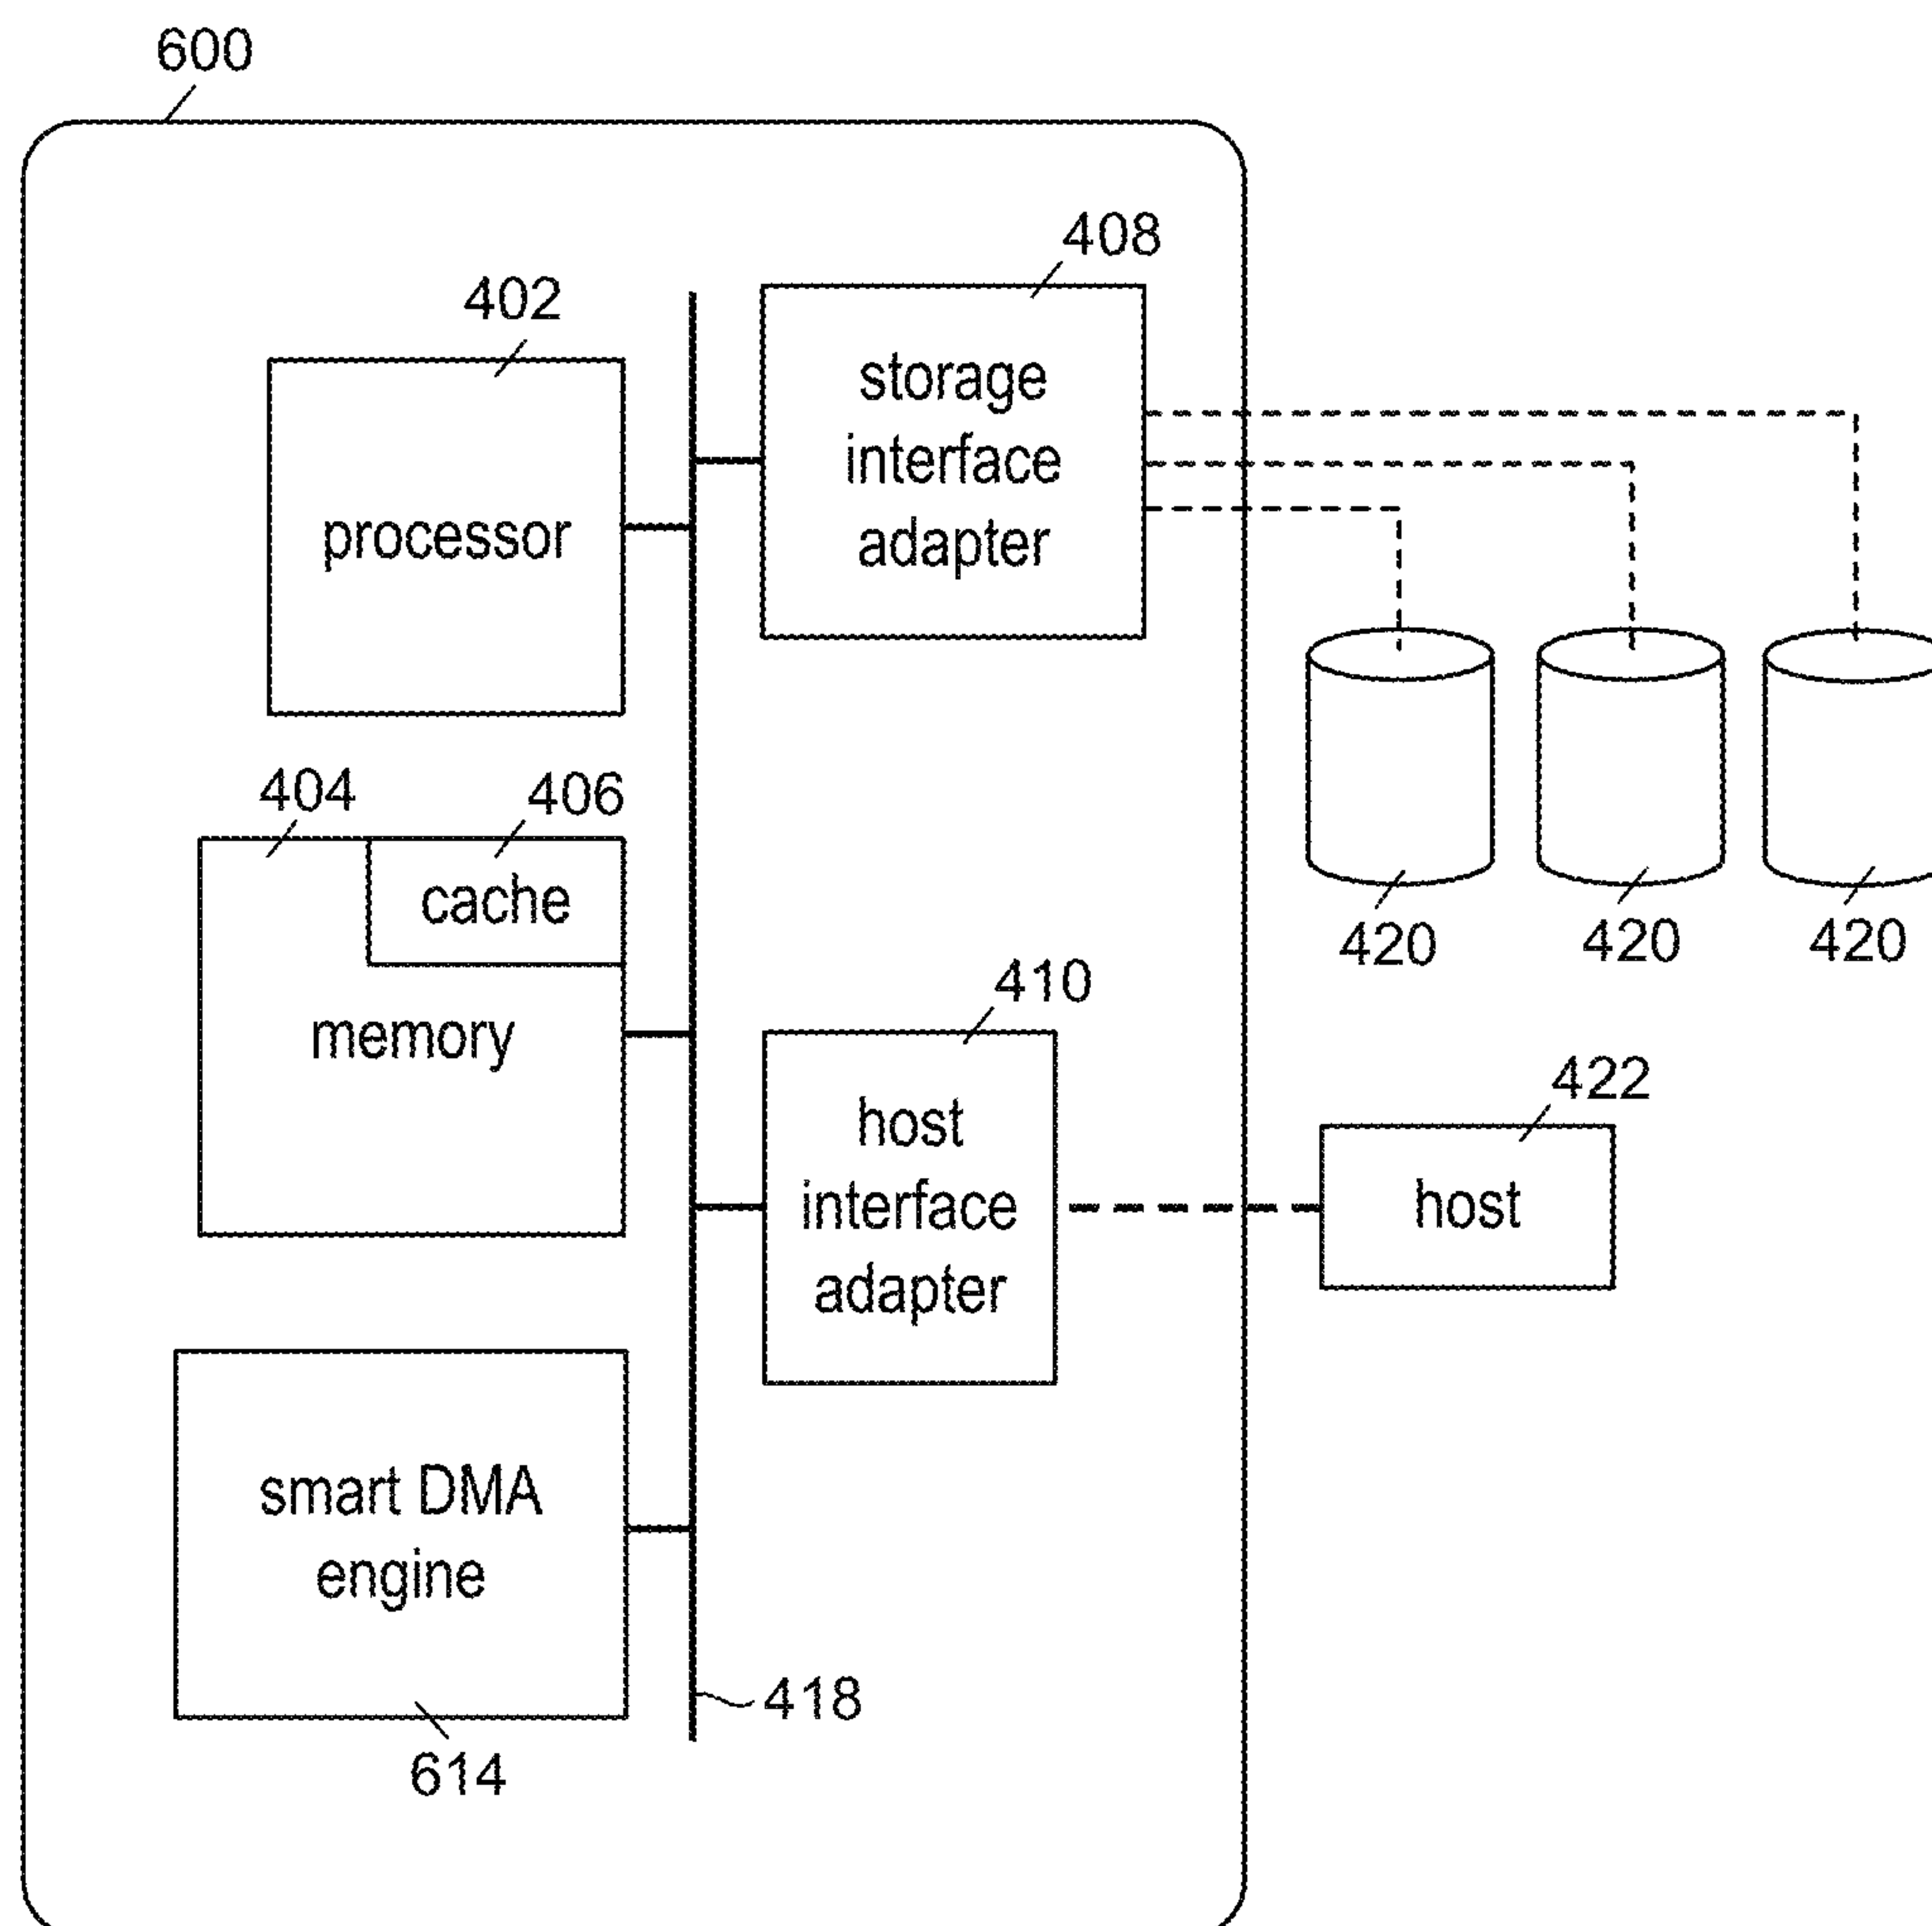 600
408
402
storage
interface
adapter
processor
404
406
cache
memory
420
420
420
410
422
host
interface
adapter
host
smart DMA
engine
418
614